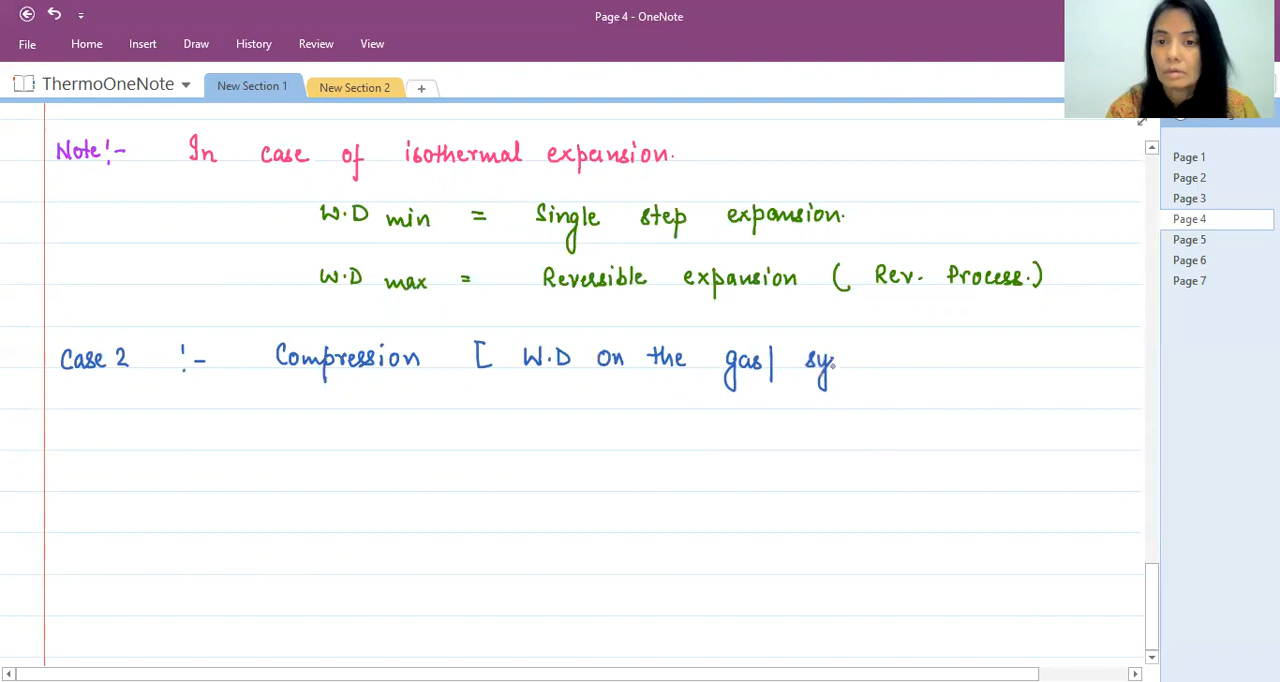 Page 4 - OneNote
File Home Insert Draw History Review View
ThermoOneNote New Section 1 New Section 2 +
Note:- In case of isothermal expansion.
W.D min = Single step expansion.
W.D max = Reversible expansion ( Rev. Process.)
Case 2 :- Compression [ W.D on the gas| sy
Page 1
Page 2
Page 3
Page 4
Page 5
Page 6
Page 7